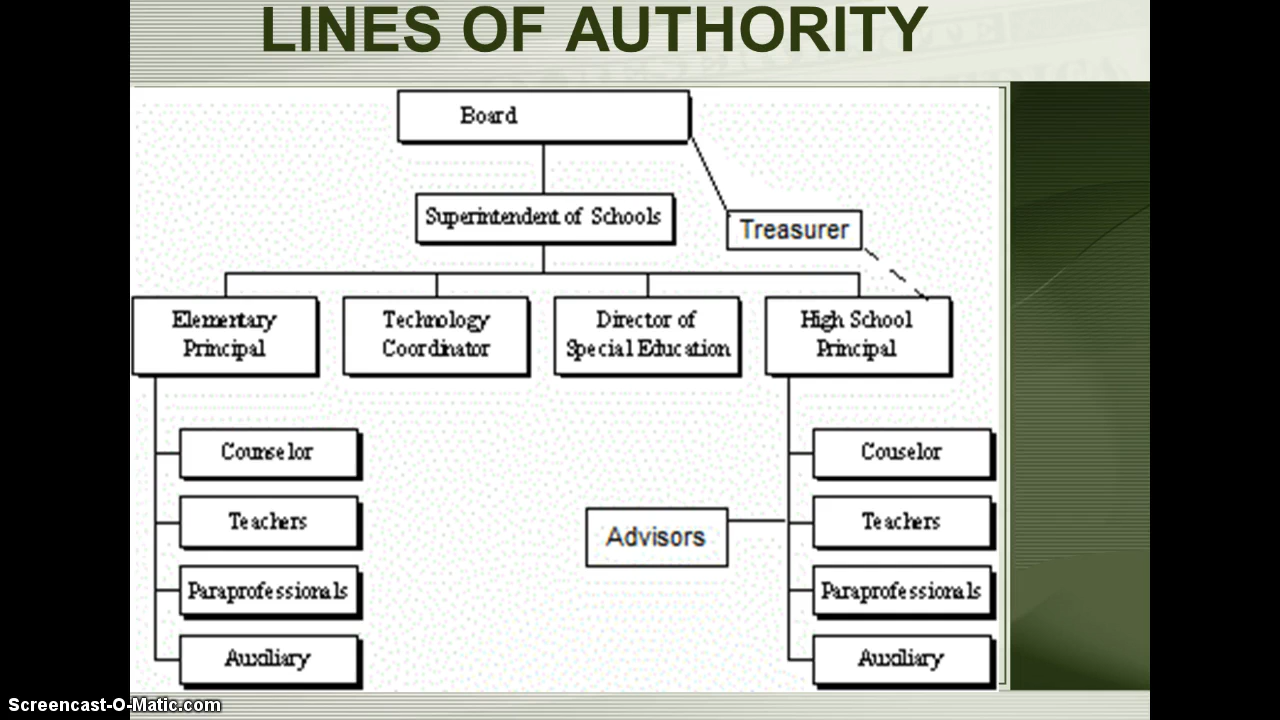 LINES OF AUTHORITY
Board
Superintendent of Schools
Treasurer
Elementary
Principal
Technology
Coordinator
Director of
Special Education
High School
Principal
Counselor
Couselor
Teachers
Advisors
Teachers
Paraprofessionals
Paraprofessionals
Auxiliary
Auxiliary
Screencast-O-Matic.com